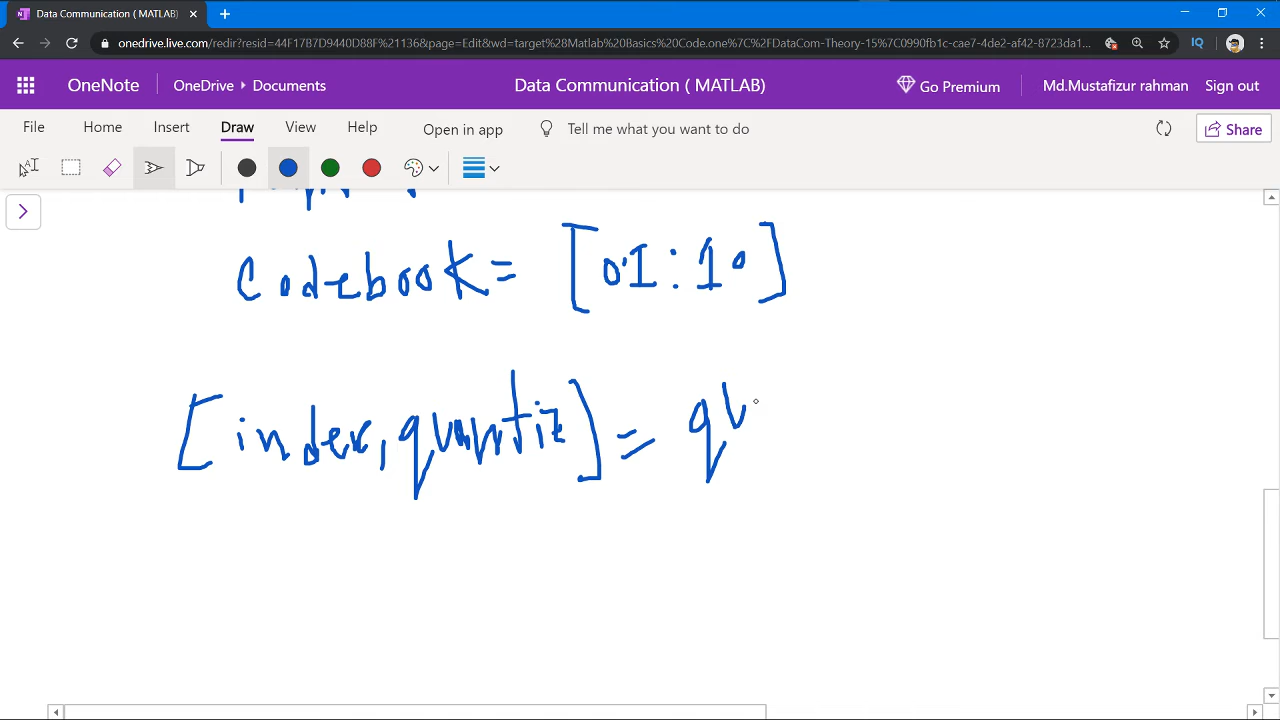 Data Communication (MATLAB)
onedrive.live.com/redir?resid=44F17B7D9440D88F%21136&page=Edit&wd=target%28Matlab%20Basics%20Code.one%7C%2FDataCom-Theory-15%7C0990fb1c-cae7-4de2-af42-8723da1...
OneNote OneDrive Documents Data Communication ( MATLAB) Go Premium Md.Mustafizur rahman Sign out
File Home Insert Draw View Help Open in app Tell me what you want to do Share
Codebook = [01:10]
[index,quantiz] = qu